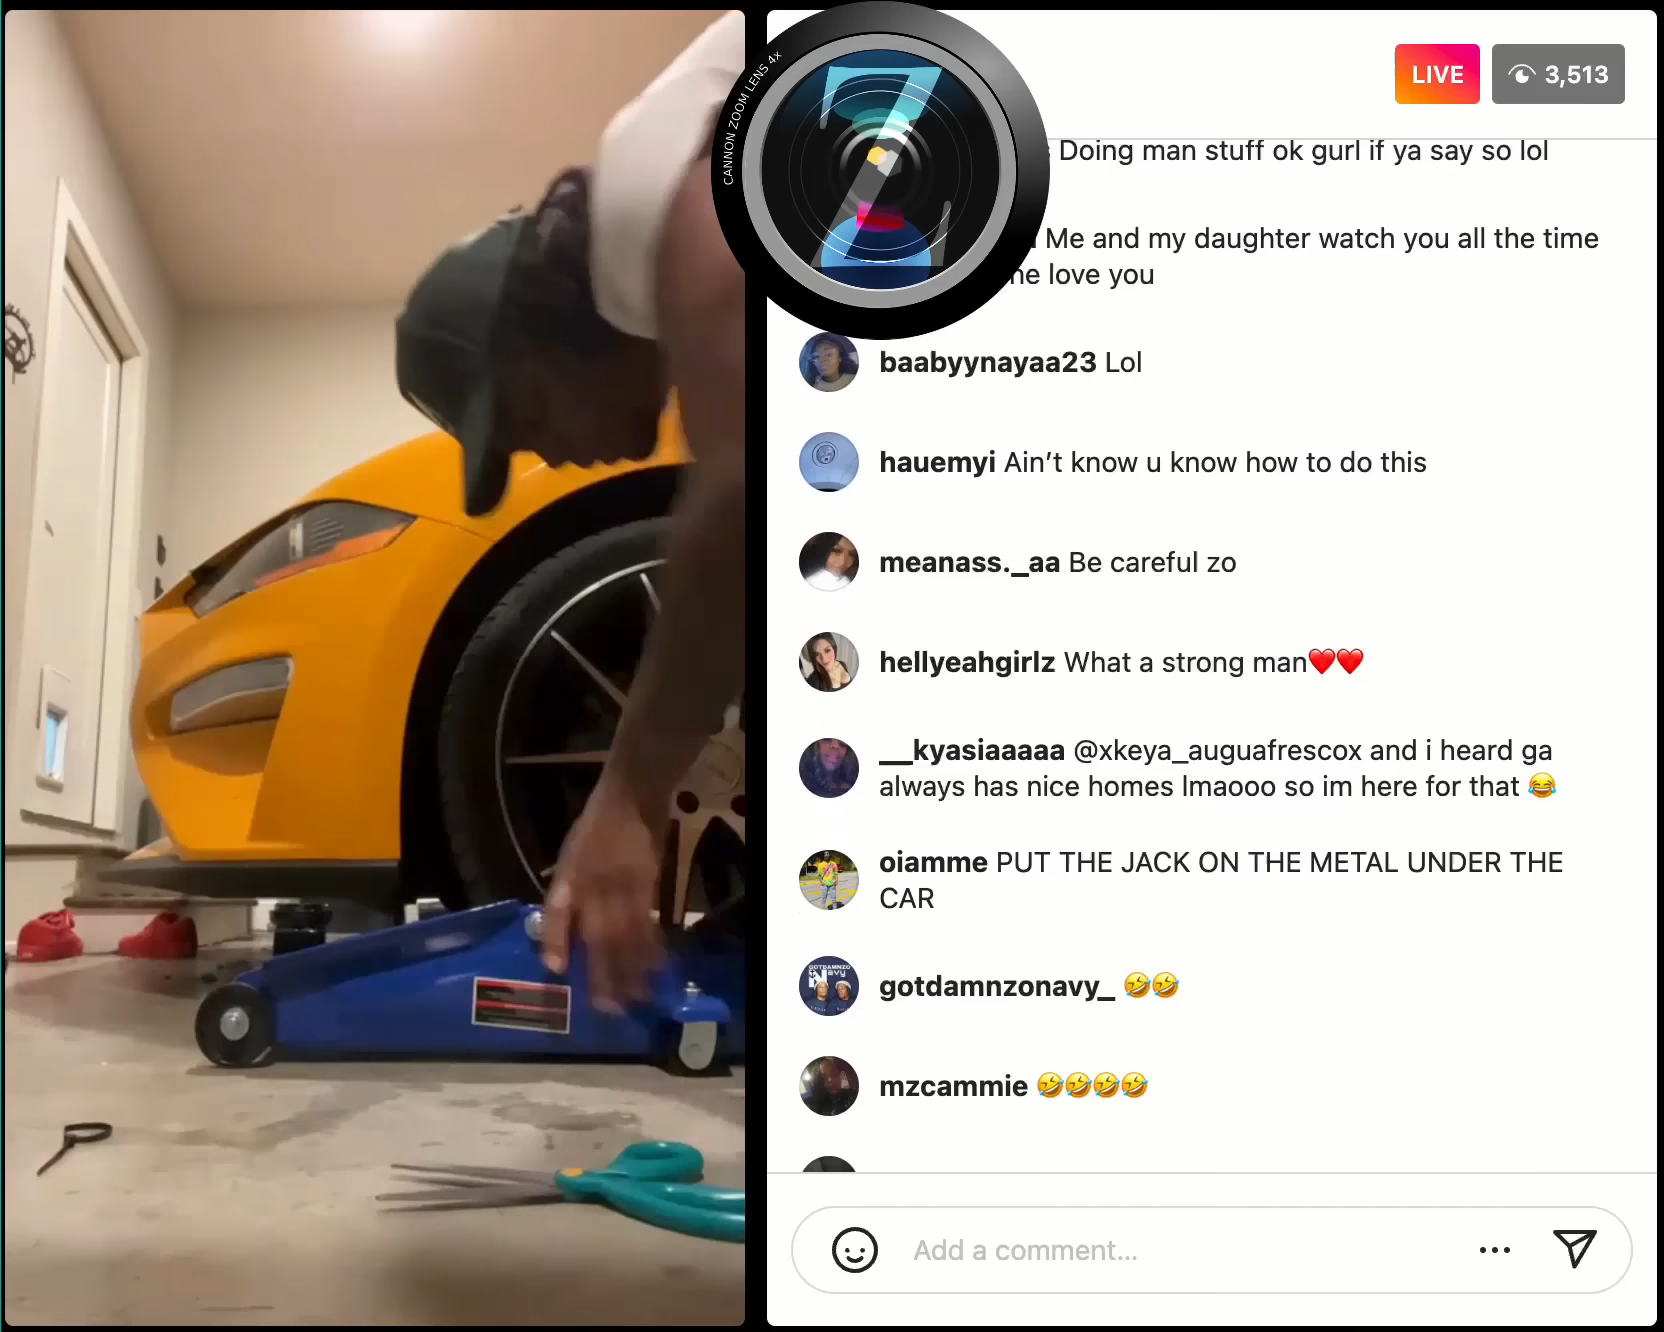 CANNON ZOOM LENS 4x
Z
LIVE
3,513
Doing man stuff ok gurl if ya say so lol
Me and my daughter watch you all the time
me love you
baabyynayaa23 Lol
hauemyi Ain’t know u know how to do this
meanass._aa Be careful zo
hellyeahgirlz What a strong man❤️❤️
__kyasiaaaaa @xkeya_auguafrescox and i heard ga
always has nice homes lmaooo so im here for that 😂
oiamme PUT THE JACK ON THE METAL UNDER THE
CAR
GOTDAMNZO
Navy
gotdamnzonavy_ 🤣🤣
mzcammie 🤣🤣🤣🤣
Add a comment...